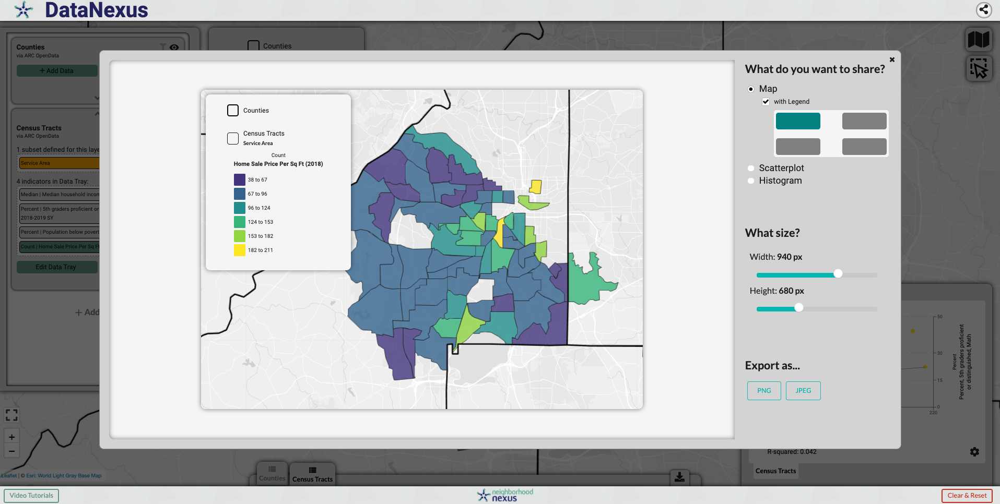 DataNexus
Counties
via ARC OpenData
+ Add Data
Census Tracts
via ARC OpenData
1 subset defined for this laye
Service Area
4 indicators in Data Tray:
Median | Median household incom
Percent | 5th graders proficient or
2018-2019 SY
Percent | Population below povert
Count | Home Sale Price Per Sq Ft
Edit Data Tray
+ Add
Counties
Counties
Census Tracts
Service Area
Count
Home Sale Price Per Sq Ft (2018)
38 to 67
67 to 96
96 to 124
124 to 153
153 to 182
182 to 211
What do you want to share?
Map
with Legend
Scatterplot
Histogram
What size?
Width: 940 px
Height: 680 px
Export as...
PNG
JPEG
50
30
15
0
220
Percent
Percent, 5th graders proficient
or distinguished, Math
R-squared: 0.042
Census Tracts
+
−
Leaflet | © Esri: World Light Gray Base Map
Counties
Census Tracts
Video Tutorials
neighborhood
nexus
Clear & Reset